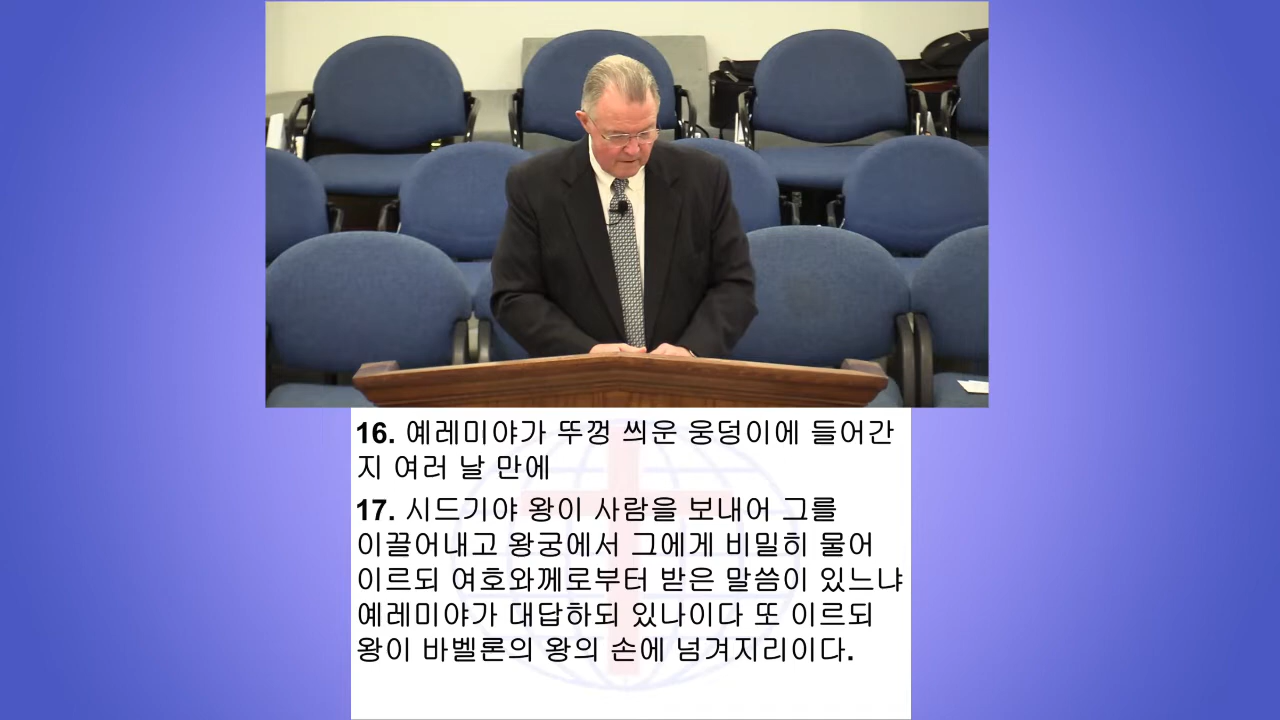 16. 예레미야가 뚜껑 씌운 웅덩이에 들어간
지 여러 날 만에
17. 시드기야 왕이 사람을 보내어 그를
이끌어내고 왕궁에서 그에게 비밀히 물어
이르되 여호와께로부터 받은 말씀이 있느냐
예레미야가 대답하되 있나이다 또 이르되
왕이 바벨론의 왕의 손에 넘겨지리이다.